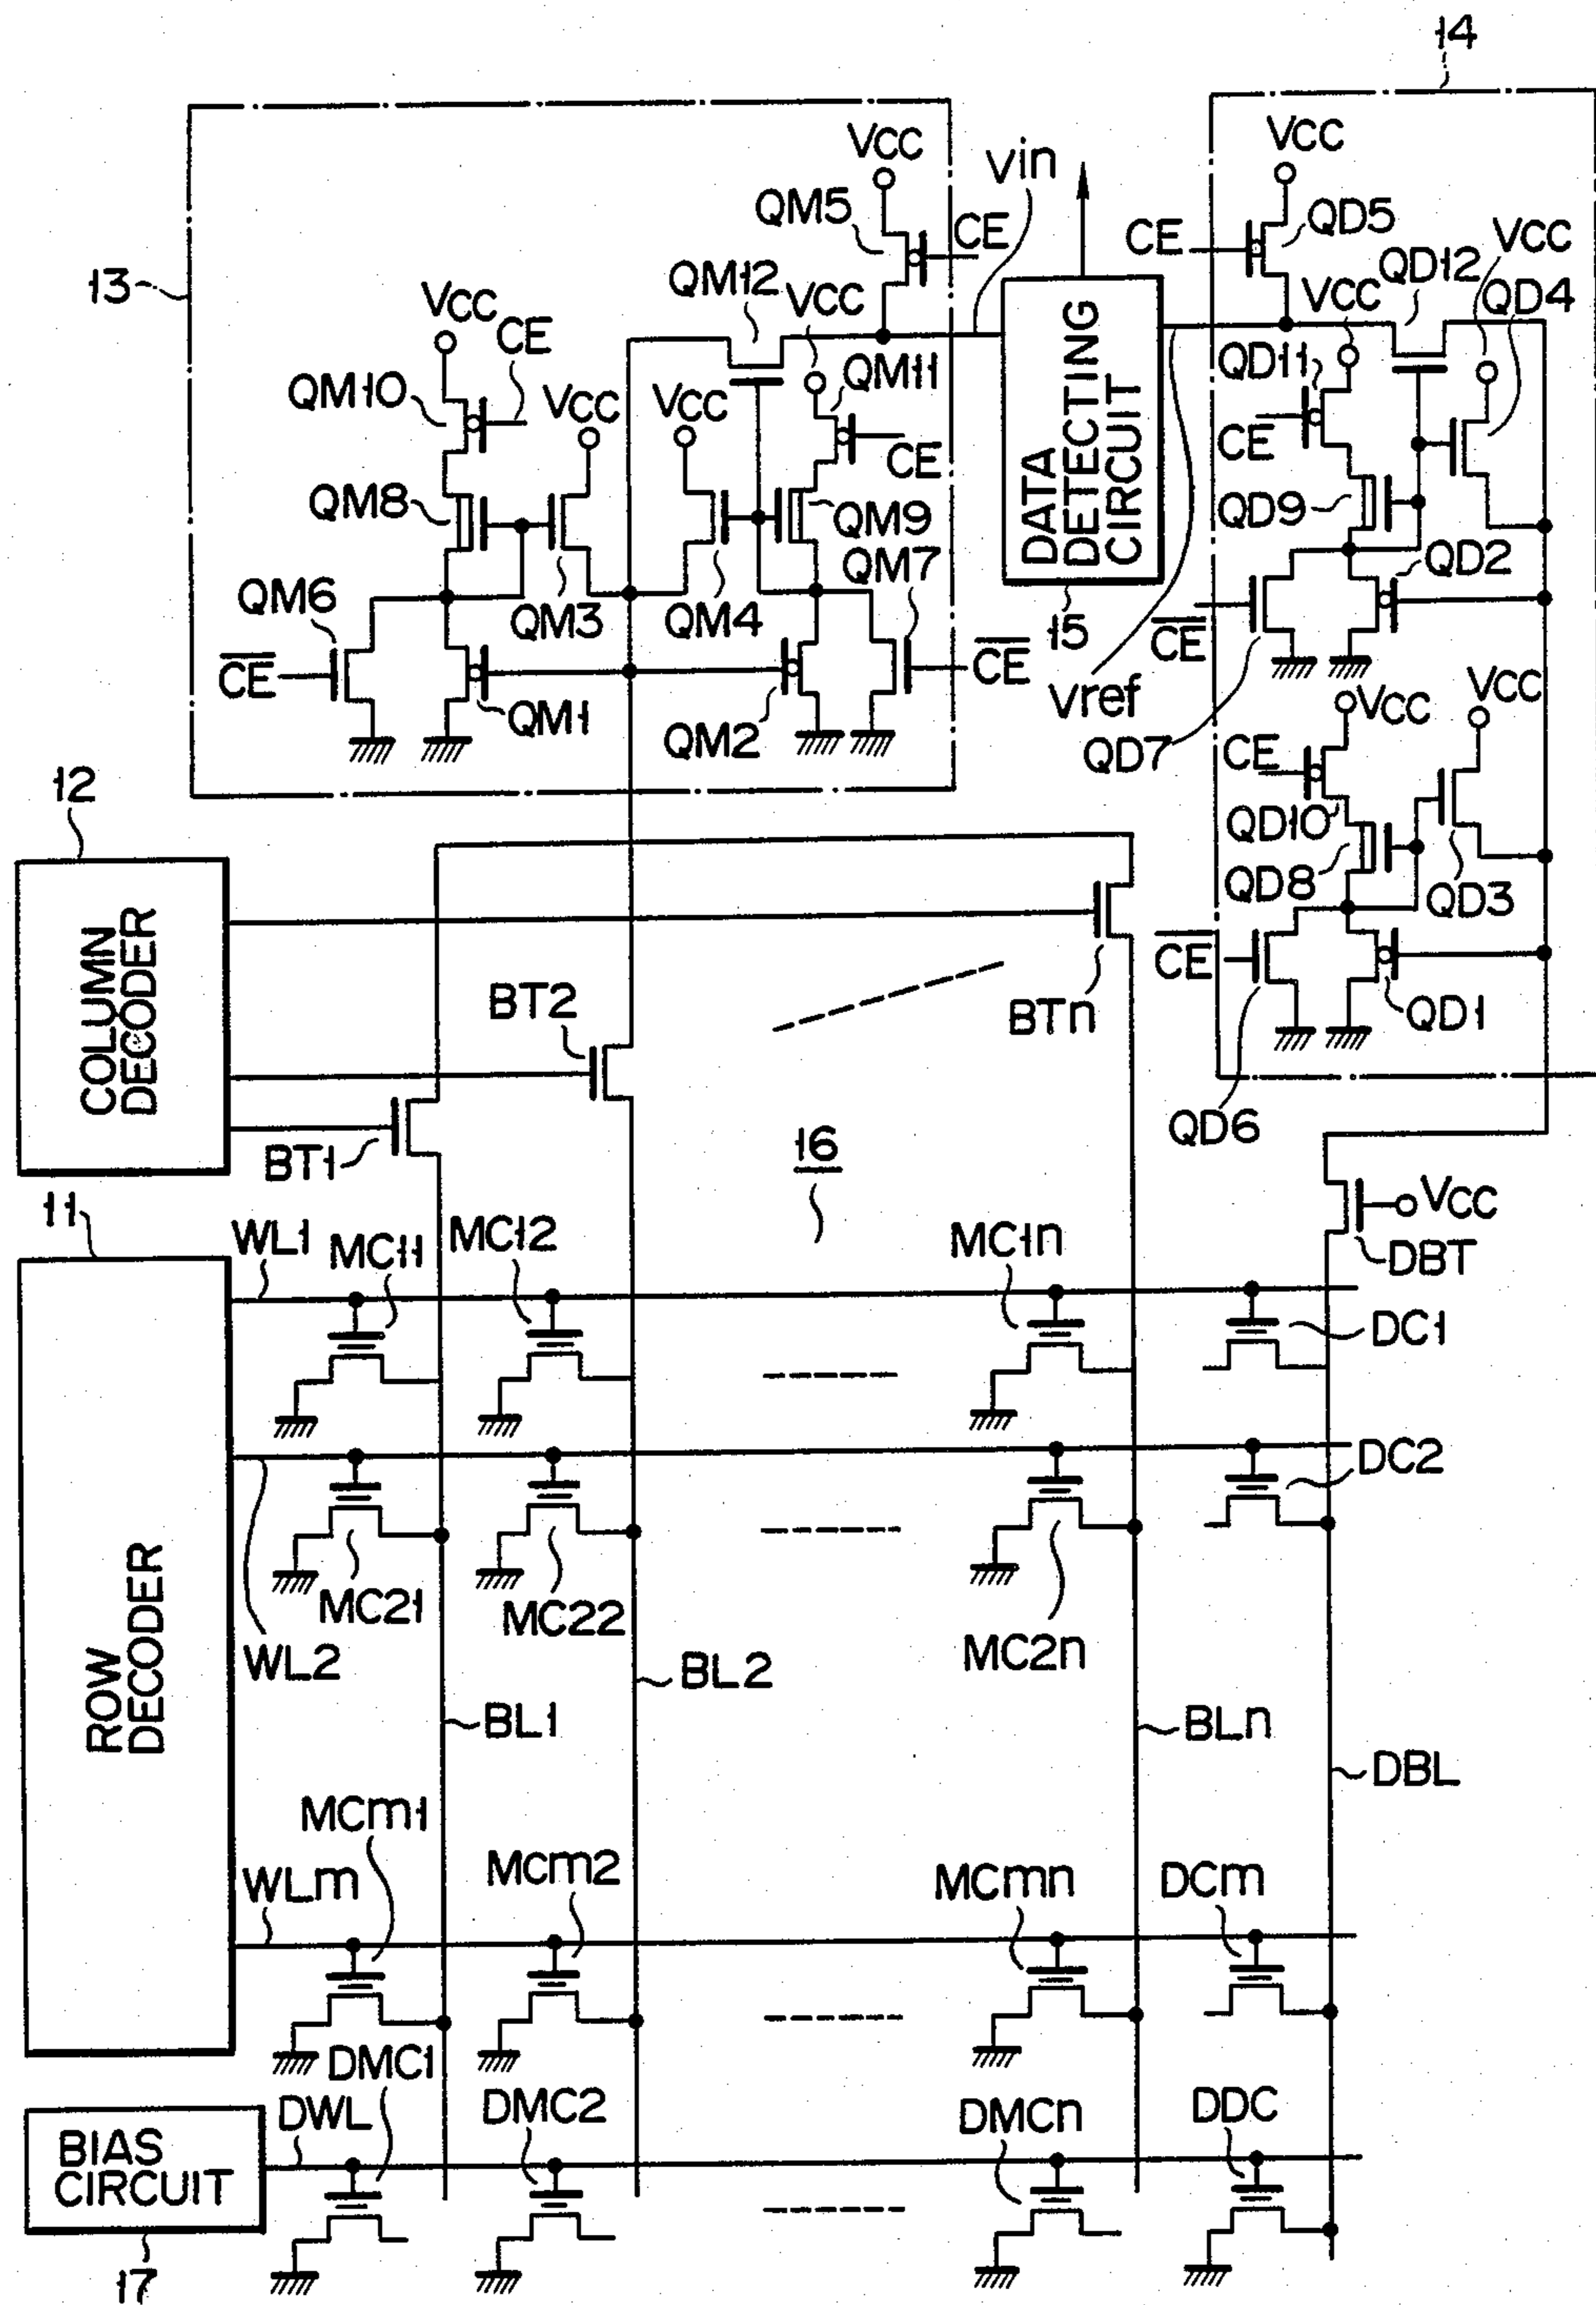 14
13
VCC
QM5
CE
Vin
QM12
VCC
VCC
CE
QM10
VCC
VCC
QM11
CE
QM8
QM9
QM7
QM6
QM3
QM4
CE
QM1
QM2
CE
DATA
DETECTING
CIRCUIT
15
Vref
VCC
QD5
CE
QD12
VCC
VCC
QD4
QD11
CE
QD9
QD2
CE
QD7
VCC
VCC
CE
QD10
QD8
QD3
CE
QD1
QD6
12
COLUMN
DECODER
BT2
BTn
BT1
16
VCC
DBT
11
ROW
DECODER
WL1
MC11
MC12
MC1n
DC1
DC2
MC21
MC22
MC2n
WL2
BL2
BL1
BLn
DBL
MCm1
WLm
MCm2
MCmn
DCm
DMC1
DWL
DMC2
DMCn
DDC
BIAS
CIRCUIT
17